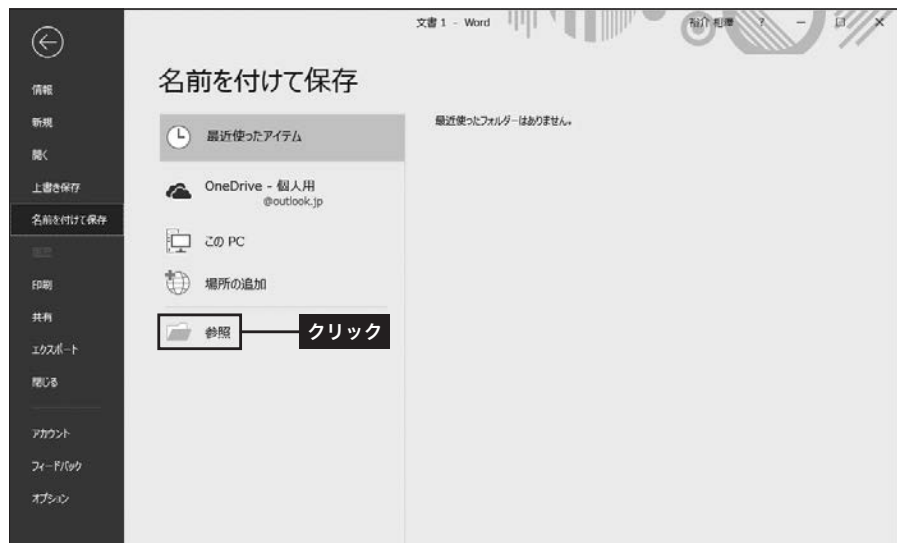 文書 1 - Word
裕介 相澤
?
名前を付けて保存
情報
新規
開く
上書き保存
名前を付けて保存
印刷
共有
エクスポート
閉じる
アカウント
フィードバック
オプション
最近使ったアイテム
OneDrive - 個人用
@outlook.jp
この PC
場所の追加
参照
クリック
最近使ったフォルダーはありません。